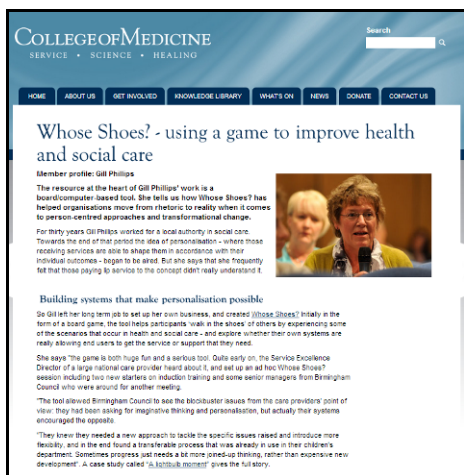 COLLEGE OF MEDICINE
SERVICE • SCIENCE • HEALING
Search
HOME
ABOUT US
GET INVOLVED
KNOWLEDGE LIBRARY
WHAT'S ON
NEWS
DONATE
CONTACT US
Whose Shoes? - using a game to improve health
and social care
Member profile: Gill Phillips
The resource at the heart of Gill Phillips' work is a
board/computer-based tool. She tells us how Whose Shoes? has
helped organisations move from rhetoric to reality when it comes
to person-centred approaches and transformational change.
For thirty years Gill Phillips worked for a local authority in social care.
Towards the end of that period the idea of personalisation - where those
receiving services are able to shape them in accordance with their
individual outcomes - began to be aired. But she says that she frequently
felt that those paying lip service to the concept didn't really understand it.
Building systems that make personalisation possible
So Gill left her long term job to set up her own business, and created Whose Shoes? Initially in the
form of a board game, the tool helps participants 'walk in the shoes' of others by experiencing some
of the scenarios that occur in health and social care - and explore whether their own systems are
really allowing end users to get the service or support that they need.
She says "the game is both huge fun and a serious tool. Quite early on, the Service Excellence
Director of a large national care provider heard about it, and set up an ad hoc Whose Shoes?
session including two new starters on induction training and some senior managers from Birmingham
Council who were around for another meeting.
"The tool allowed Birmingham Council to see the blockbuster issues from the care providers' point of
view: they had been asking for imaginative thinking and personalisation, but actually their systems
encouraged the opposite.
"They knew they needed a new approach to tackle the specific issues raised and introduce more
flexibility, and in the end found a transferable process that was already in use in their children's
department. Sometimes progress just needs a bit more joined-up thinking, rather than expensive new
development". A case study called "A lightbulb moment" gives the full story.